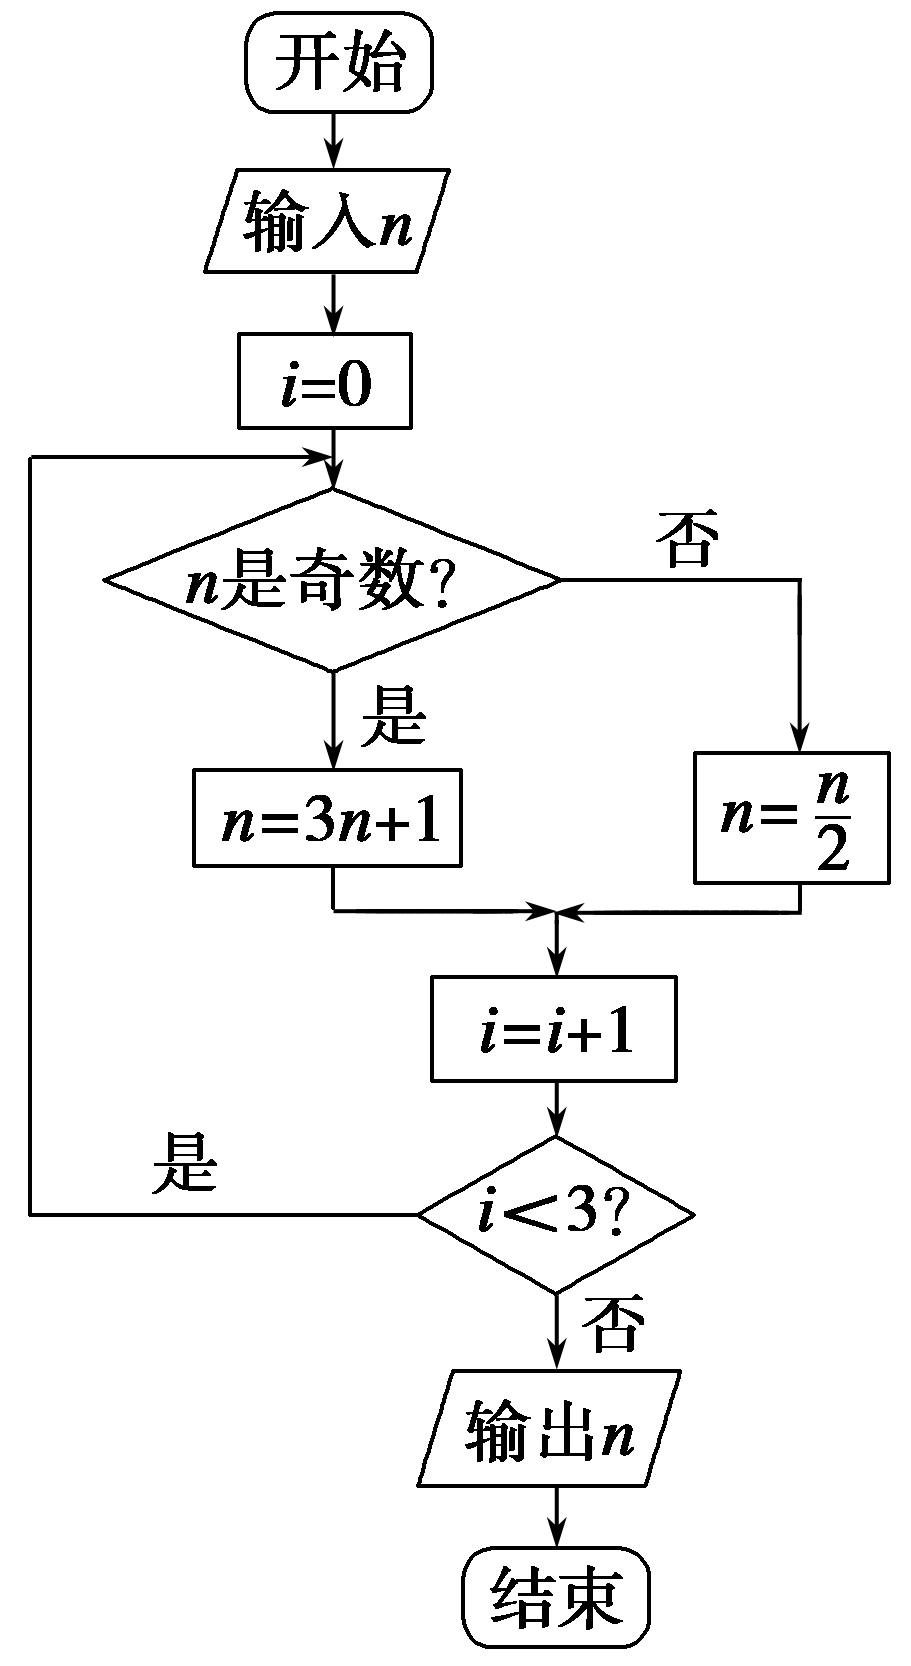 开始
输入n
i=0
n是奇数?
否
是
n=3n+1
n=n/2
i=i+1
是
i<3?
否
输出n
结束